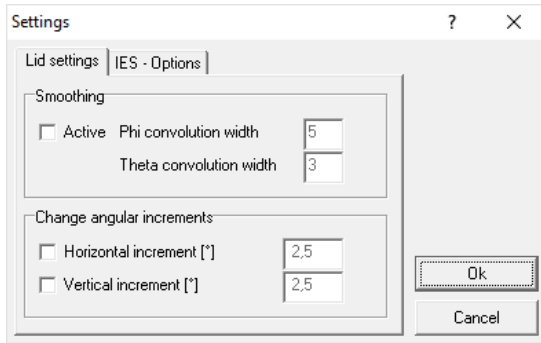 Settings ? ×
Lid settings IES - Options
Smoothing
Active Phi convolution width 5
Theta convolution width 3
Change angular increments
Horizontal increment [°] 2,5
Vertical increment [°] 2,5
Ok
Cancel